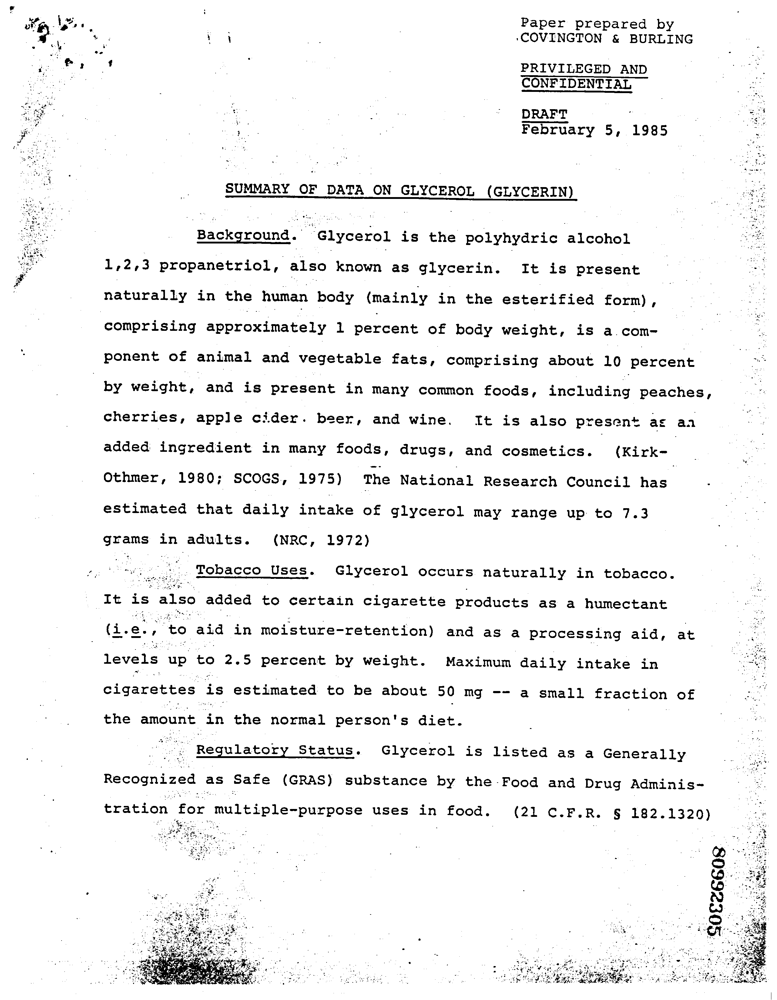 Paper prepared by
COVINGTON & BURLING
PRIVILEGED AND
CONFIDENTIAL
DRAFT
February 5, 1985
SUMMARY OF DATA ON GLYCEROL (GLYCERIN)
Background. Glycerol is the polyhydric alcohol
1,2,3 propanetriol, also known as glycerin. It is present
naturally in the human body (mainly in the esterified form),
comprising approximately 1 percent of body weight, is a com-
ponent of animal and vegetable fats, comprising about 10 percent
by weight, and is present in many common foods, including peaches,
cherries, apple cider, beer, and wine. It is also present as an
added ingredient in many foods, drugs, and cosmetics. (Kirk-
Othmer, 1980; SCOGS, 1975) The National Research Council has
estimated that daily intake of glycerol may range up to 7.3
grams in adults. (NRC, 1972)
Tobacco Uses. Glycerol occurs naturally in tobacco.
It is also added to certain cigarette products as a humectant
(i.e., to aid in moisture-retention) and as a processing aid, at
levels up to 2.5 percent by weight. Maximum daily intake in
cigarettes is estimated to be about 50 mg -- a small fraction of
the amount in the normal person's diet.
Regulatory Status. Glycerol is listed as a Generally
Recognized as Safe (GRAS) substance by the Food and Drug Adminis-
tration for multiple-purpose uses in food. (21 C.F.R. § 182.1320)
80992305